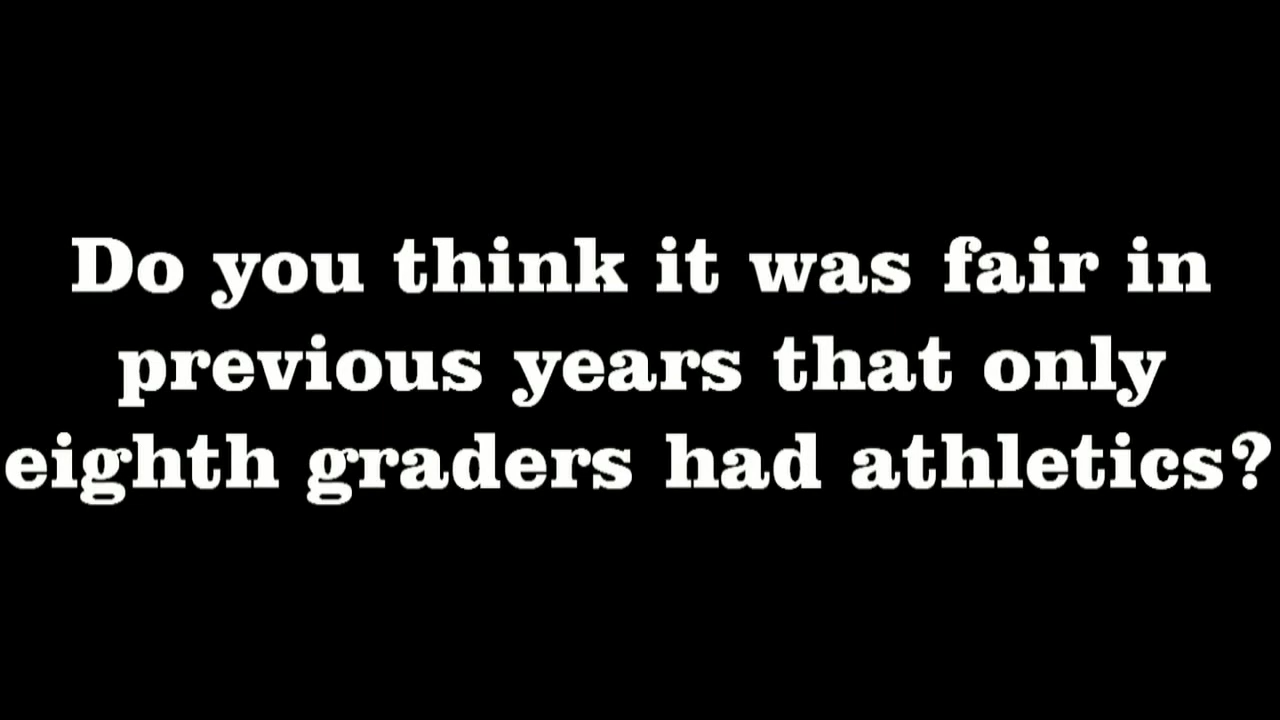 Do you think it was fair in
previous years that only
eighth graders had athletics?